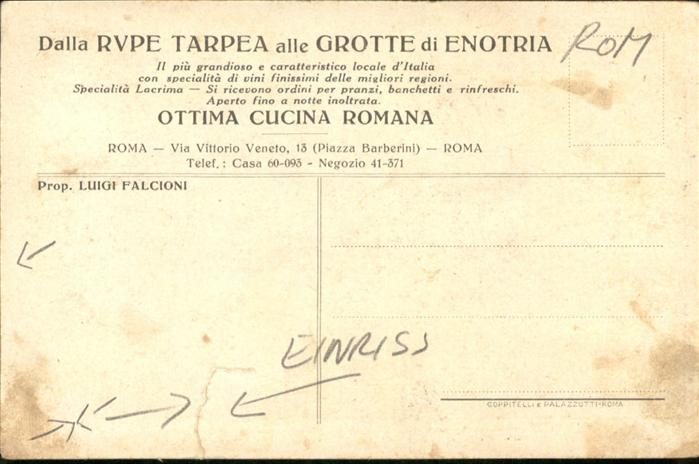 Dalla RVPE TARPEA alle GROTTE di ENOTRIA
ROM
Il più grandioso e caratteristico locale d'Italia
con specialità di vini finissimi delle migliori regioni.
Specialità Lacrima — Si ricevono ordini per pranzi, banchetti e rinfreschi.
Aperto fino a notte inoltrata.
OTTIMA CUCINA ROMANA
ROMA — Via Vittorio Veneto, 13 (Piazza Barberini) — ROMA
Telef.: Casa 60-093 - Negozio 41-371
Prop. LUIGI FALCIONI
EINRISS
COPPITELLI e PALAZZOTTI-ROMA